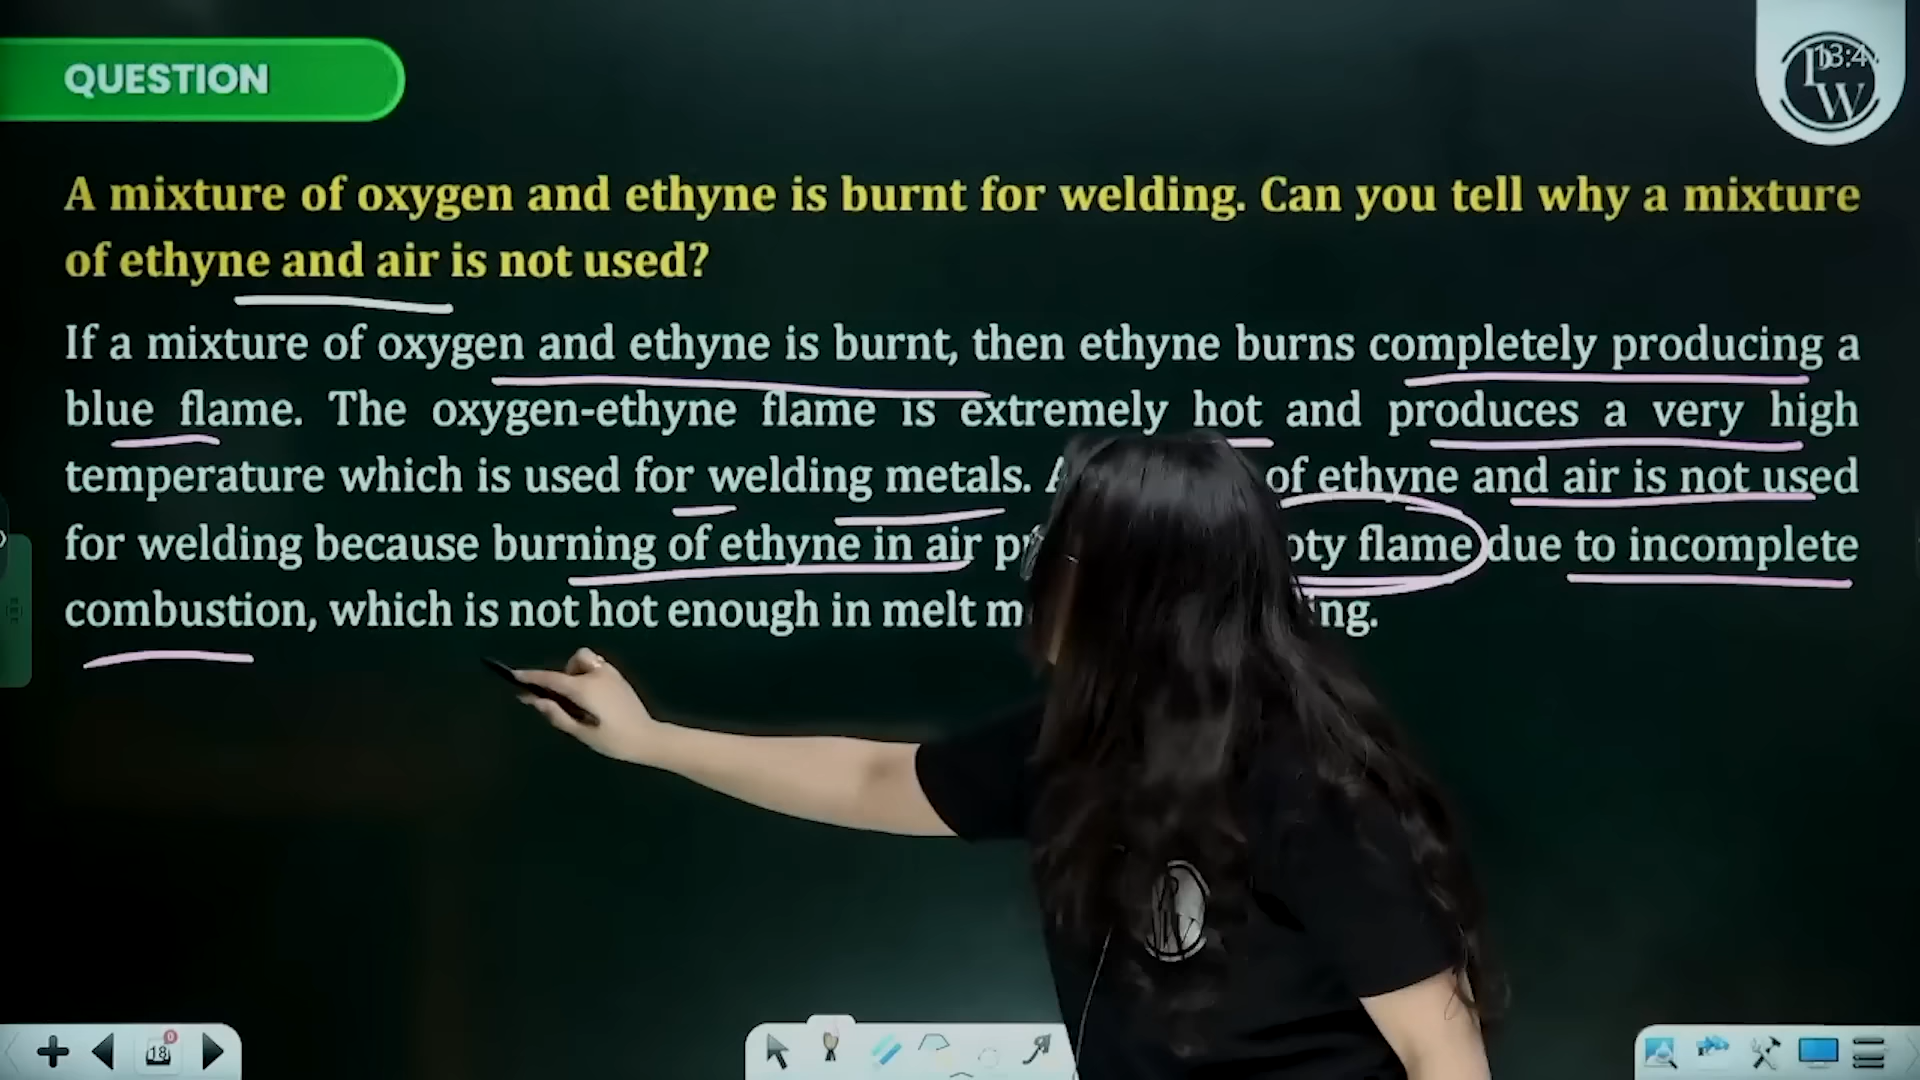 QUESTION
13:4
PW
A mixture of oxygen and ethyne is burnt for welding. Can you tell why a mixture
of ethyne and air is not used?
If a mixture of oxygen and ethyne is burnt, then ethyne burns completely producing a
blue flame. The oxygen-ethyne flame is extremely hot and produces a very high
temperature which is used for welding metals. A of ethyne and air is not used
for welding because burning of ethyne in air flame due to incomplete
combustion, which is not hot enough in melt
18